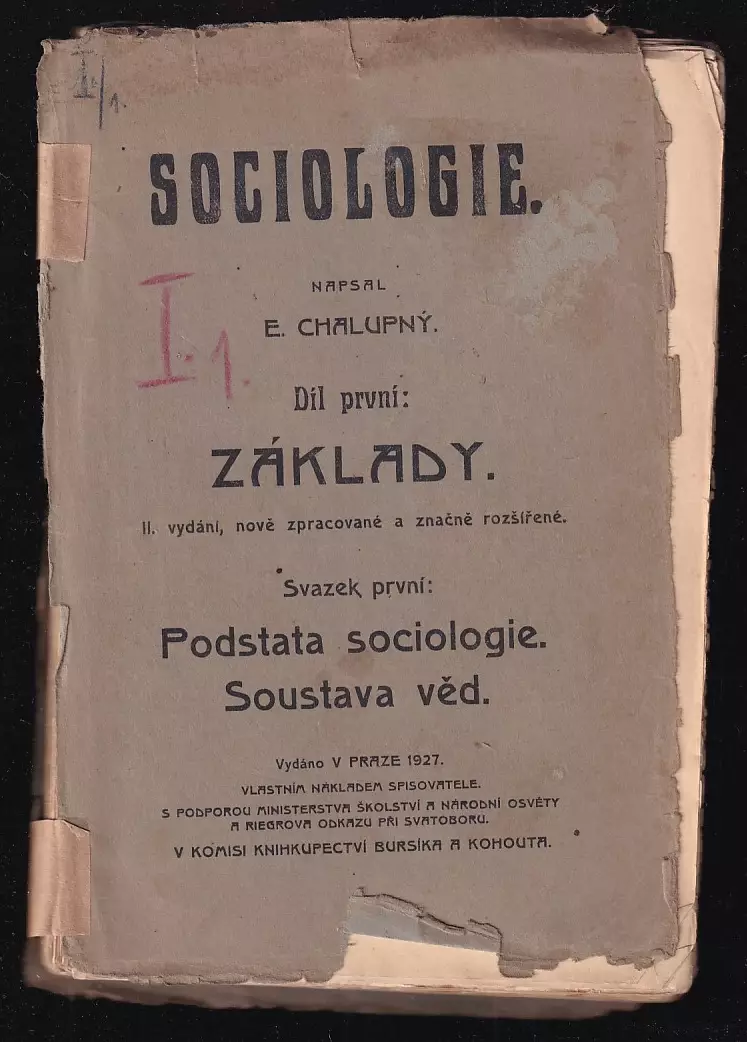 I./1.
SOCIOLOGIE.
NAPSAL
E. CHALUPNÝ.
I.1.
Díl první:
ZÁKLADY.
II. vydání, nově zpracované a značně rozšířené.
Svazek první:
Podstata sociologie.
Soustava věd.
Vydáno V PRAZE 1927.
VLASTNÍM NÁKLADEM SPISOVATELE.
S PODPOROU MINISTERSTVA ŠKOLSTVÍ A NÁRODNÍ OSVĚTY
A RIEGROVA ODKAZU PŘI SVATOBORU.
V KOMISI KNIHKUPECTVÍ BURSÍKA A KOHOUTA.